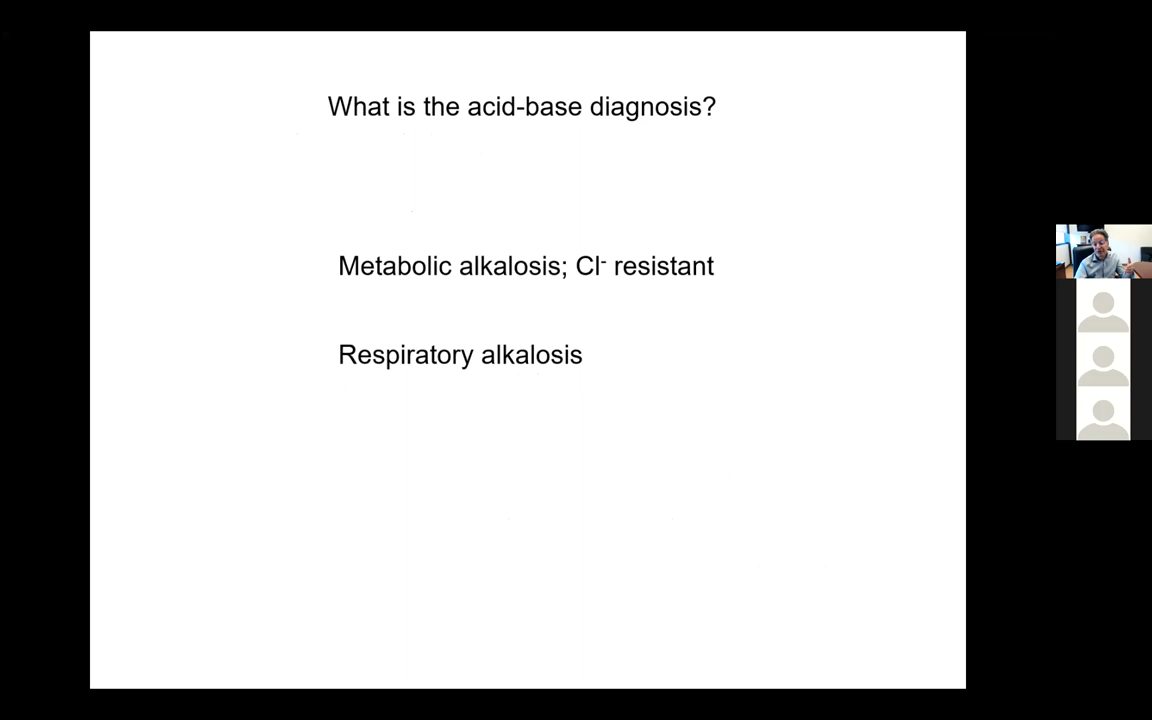 What is the acid-base diagnosis?
Metabolic alkalosis; Cl⁻ resistant
Respiratory alkalosis